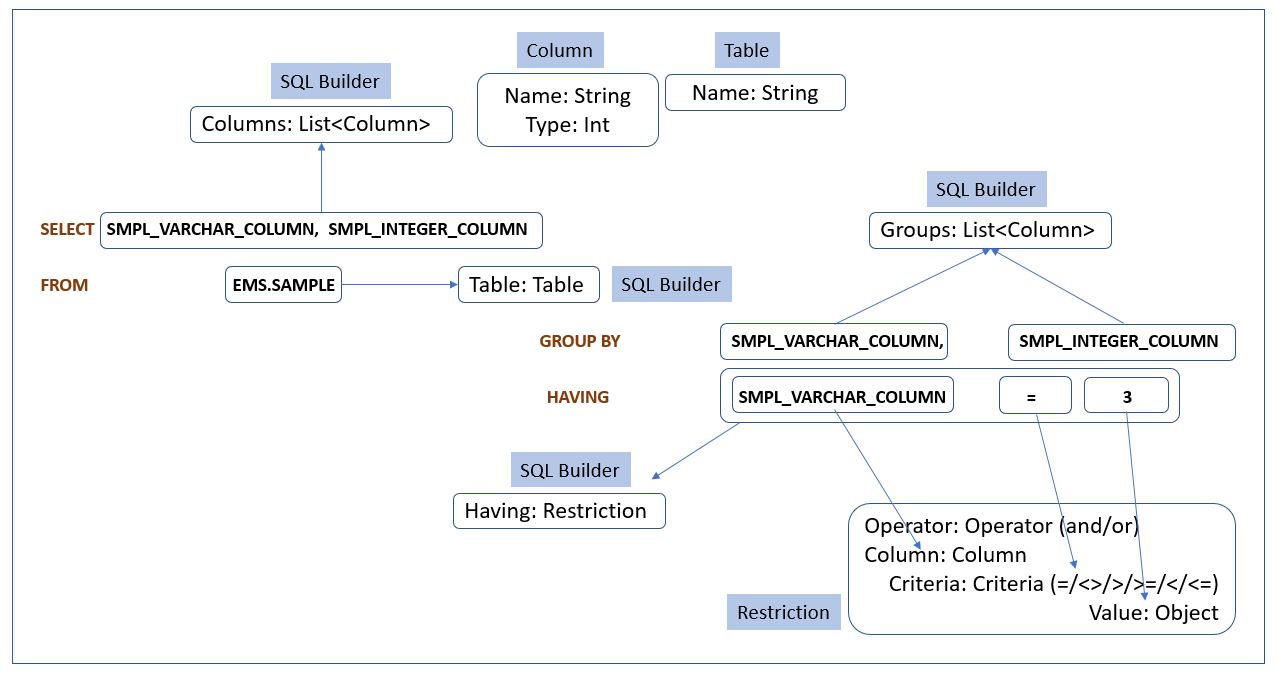 Column
Table
SQL Builder
Name: String
Type: Int
Name: String
Columns: List<Column>
SQL Builder
SELECT SMPL_VARCHAR_COLUMN, SMPL_INTEGER_COLUMN
Groups: List<Column>
FROM EMS.SAMPLE Table: Table SQL Builder
GROUP BY SMPL_VARCHAR_COLUMN, SMPL_INTEGER_COLUMN
HAVING SMPL_VARCHAR_COLUMN = 3
SQL Builder
Having: Restriction
Operator: Operator (and/or)
Column: Column
Criteria: Criteria (=/<>/>/>=/</<=)
Value: Object
Restriction